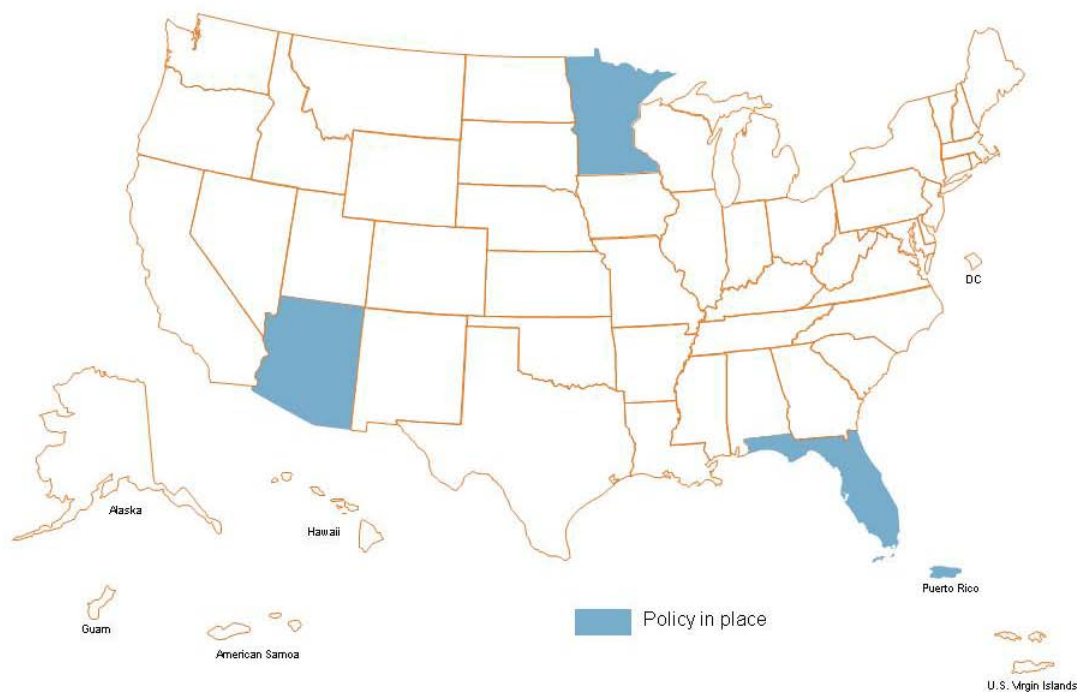 DC
Alaska
Hawaii
Puerto Rico
Policy in place
Guam
American Samoa
U.S. Virgin Islands